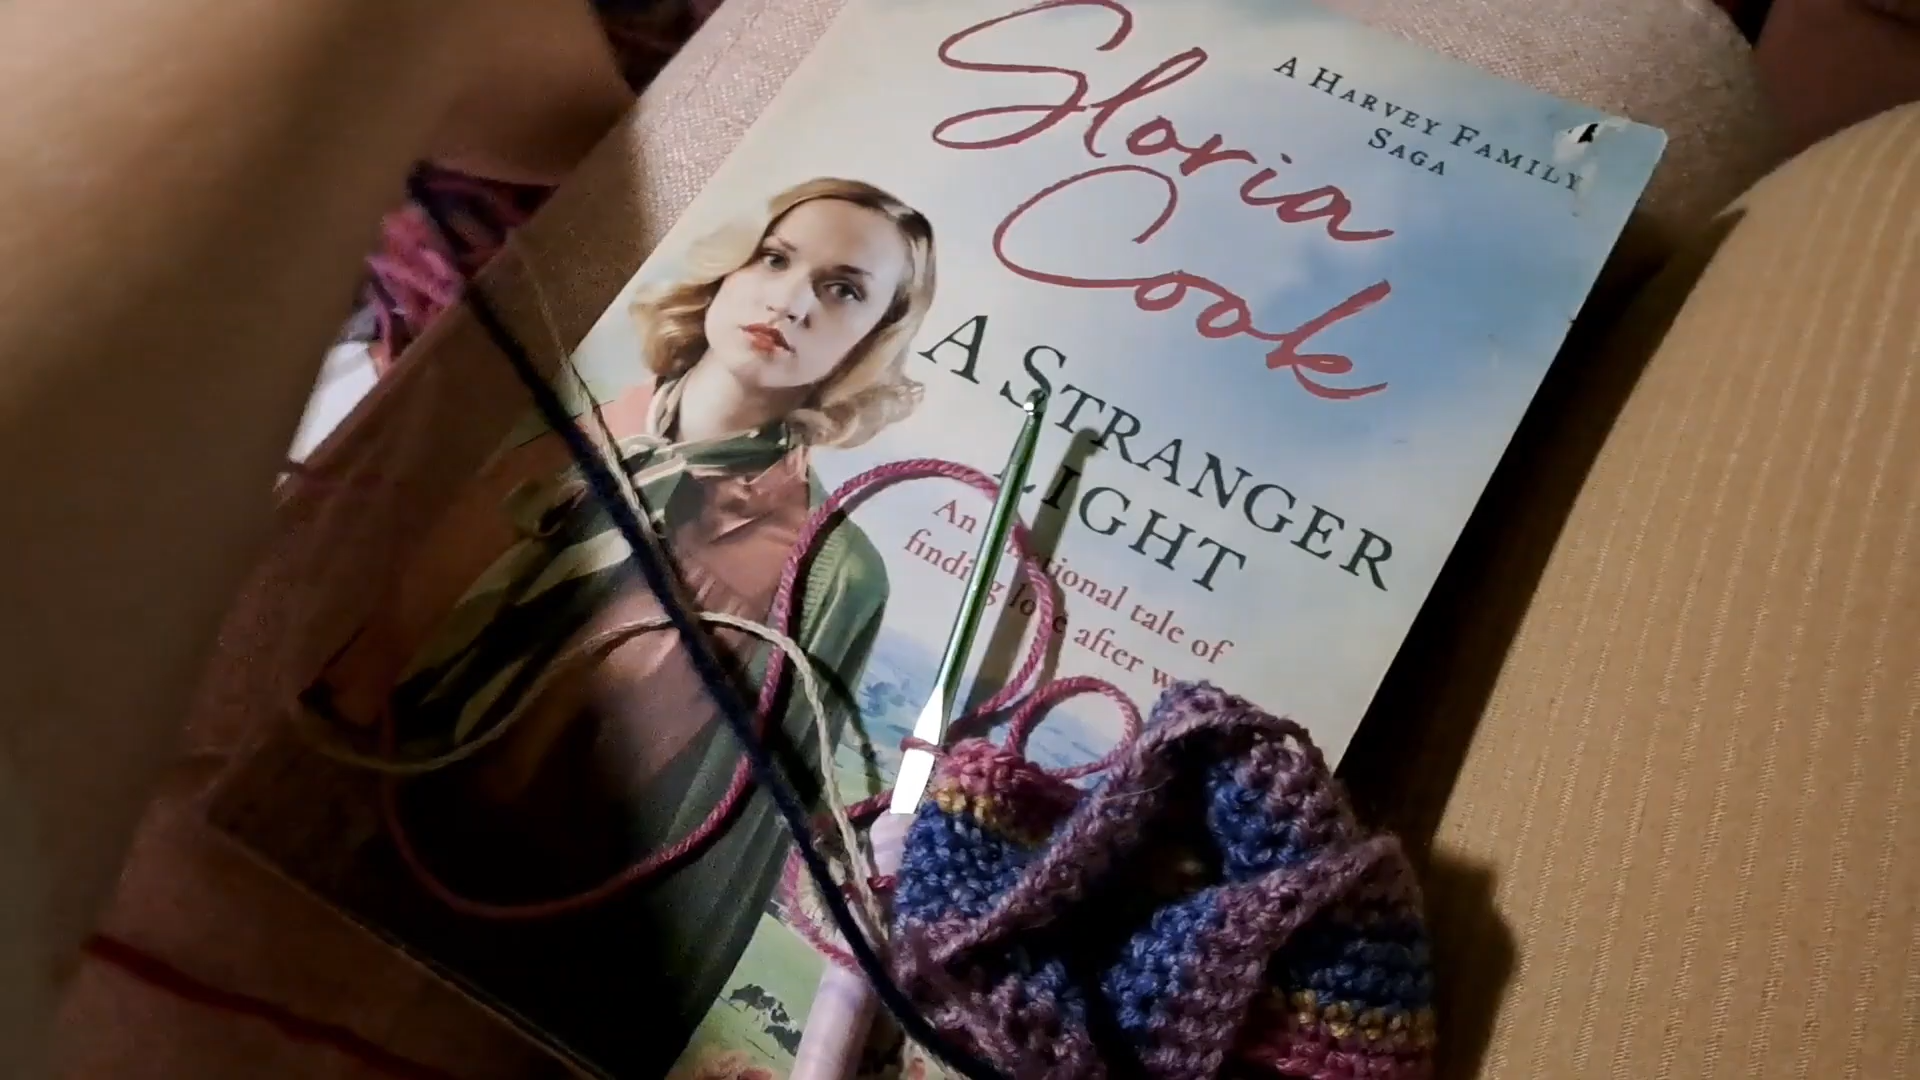 A HARVEY FAMILY
SAGA
Gloria
Cook
A STRANGER
LIGHT
An tional tale of
finding after